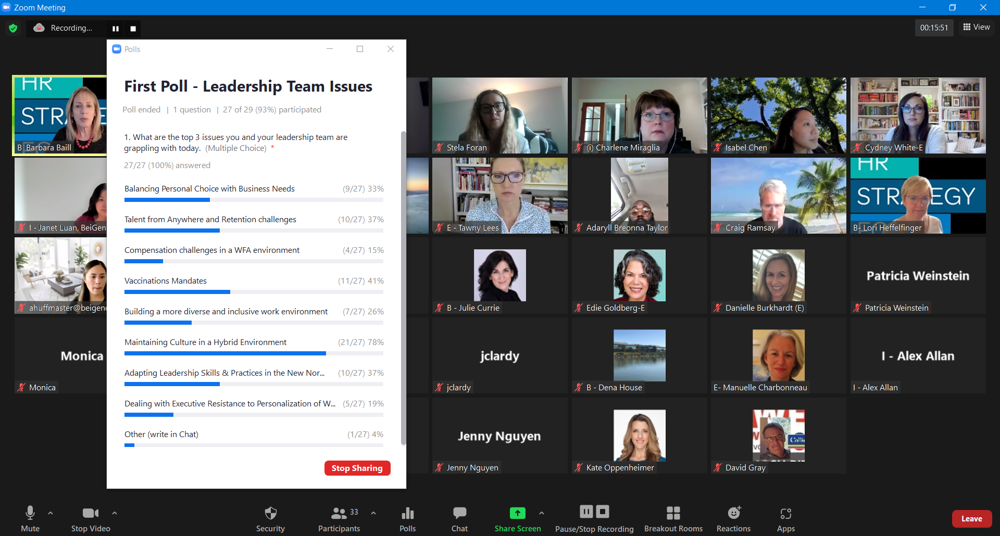 Zoom Meeting
Recording...
00:15:51
View
Polls
First Poll - Leadership Team Issues
Poll ended | 1 question | 27 of 29 (93%) participated
1. What are the top 3 issues you and your leadership team are
grappling with today. (Multiple Choice) *
27/27 (100%) answered
Balancing Personal Choice with Business Needs (9/27) 33%
Talent from Anywhere and Retention challenges (10/27) 37%
Compensation challenges in a WFA environment (4/27) 15%
Vaccinations Mandates (11/27) 41%
Building a more diverse and inclusive work environment (7/27) 26%
Maintaining Culture in a Hybrid Environment (21/27) 78%
Adapting Leadership Skills & Practices in the New Nor... (10/27) 37%
Dealing with Executive Resistance to Personalization of W... (5/27) 19%
Other (write in Chat) (1/27) 4%
Stop Sharing
HR
STRA
B Barbara Baill
Stela Foran
(i) Charlene Miraglia
Isabel Chen
Cydney White-E
I - Janet Luan, BeiGen
E - Tawny Lees
Adaryll Breonna Taylor
Craig Ramsay
HR
STRATEGY
B- Lori Heffelfinger
ahuffmaster@beigene
B - Julie Currie
Edie Goldberg-E
Danielle Burkhardt (E)
Patricia Weinstein
Patricia Weinstein
Monica
Monica
jclardy
jclardy
B - Dena House
E- Manuelle Charbonneau
I - Alex Allan
I - Alex Allan
Jenny Nguyen
Jenny Nguyen
Kate Oppenheimer
David Gray
Mute
Stop Video
Security
33
Participants
Polls
Chat
Share Screen
Pause/Stop Recording
Breakout Rooms
Reactions
Apps
Leave